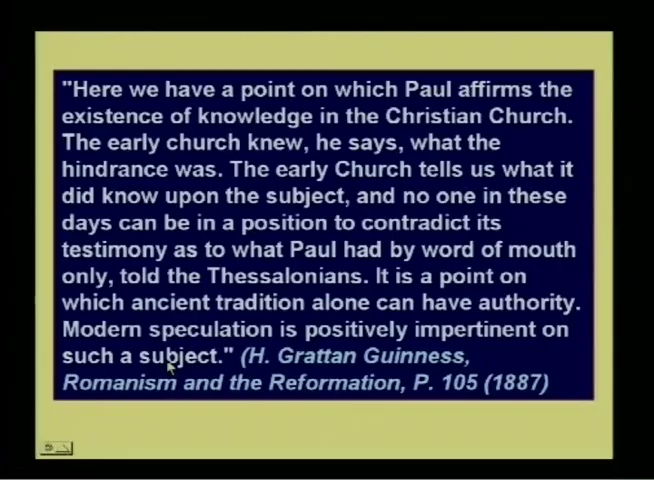 "Here we have a point on which Paul affirms the
existence of knowledge in the Christian Church.
The early church knew, he says, what the
hindrance was. The early Church tells us what it
did know upon the subject, and no one in these
days can be in a position to contradict its
testimony as to what Paul had by word of mouth
only, told the Thessalonians. It is a point on
which ancient tradition alone can have authority.
Modern speculation is positively impertinent on
such a subject." (H. Grattan Guinness,
Romanism and the Reformation, P. 105 (1887)